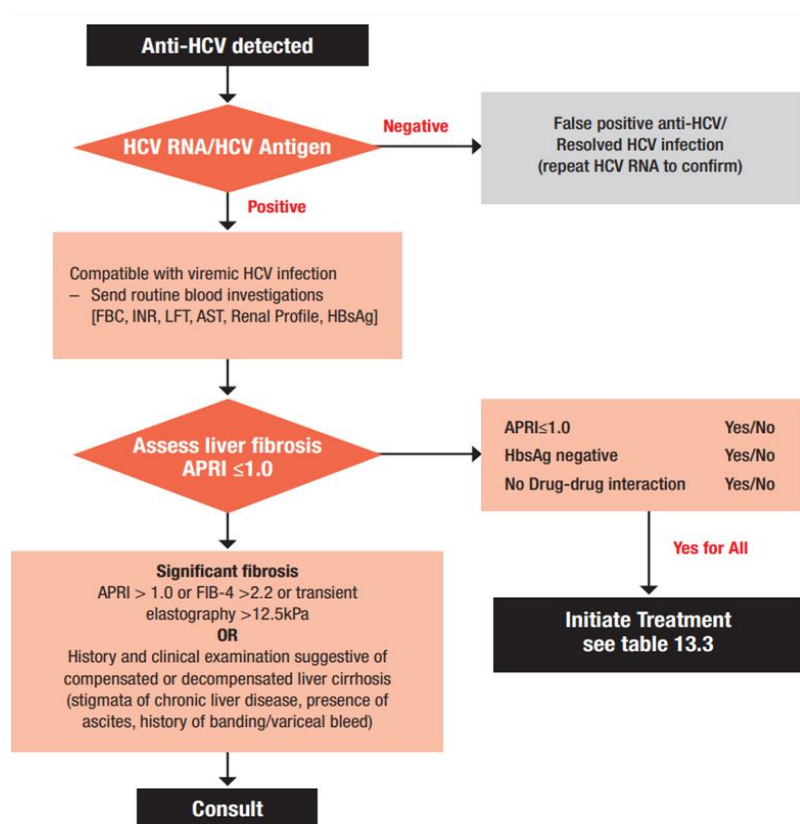 Anti-HCV detected
HCV RNA/HCV Antigen
Negative
False positive anti-HCV/
Resolved HCV infection
(repeat HCV RNA to confirm)
Positive
Compatible with viremic HCV infection
– Send routine blood investigations
[FBC, INR, LFT, AST, Renal Profile, HBsAg]
Assess liver fibrosis
APRI ≤1.0
APRI≤1.0 Yes/No
HbsAg negative Yes/No
No Drug-drug interaction Yes/No
Yes for All
Initiate Treatment
see table 13.3
Significant fibrosis
APRI > 1.0 or FIB-4 >2.2 or transient
elastography >12.5kPa
OR
History and clinical examination suggestive of
compensated or decompensated liver cirrhosis
(stigmata of chronic liver disease, presence of
ascites, history of banding/variceal bleed)
Consult